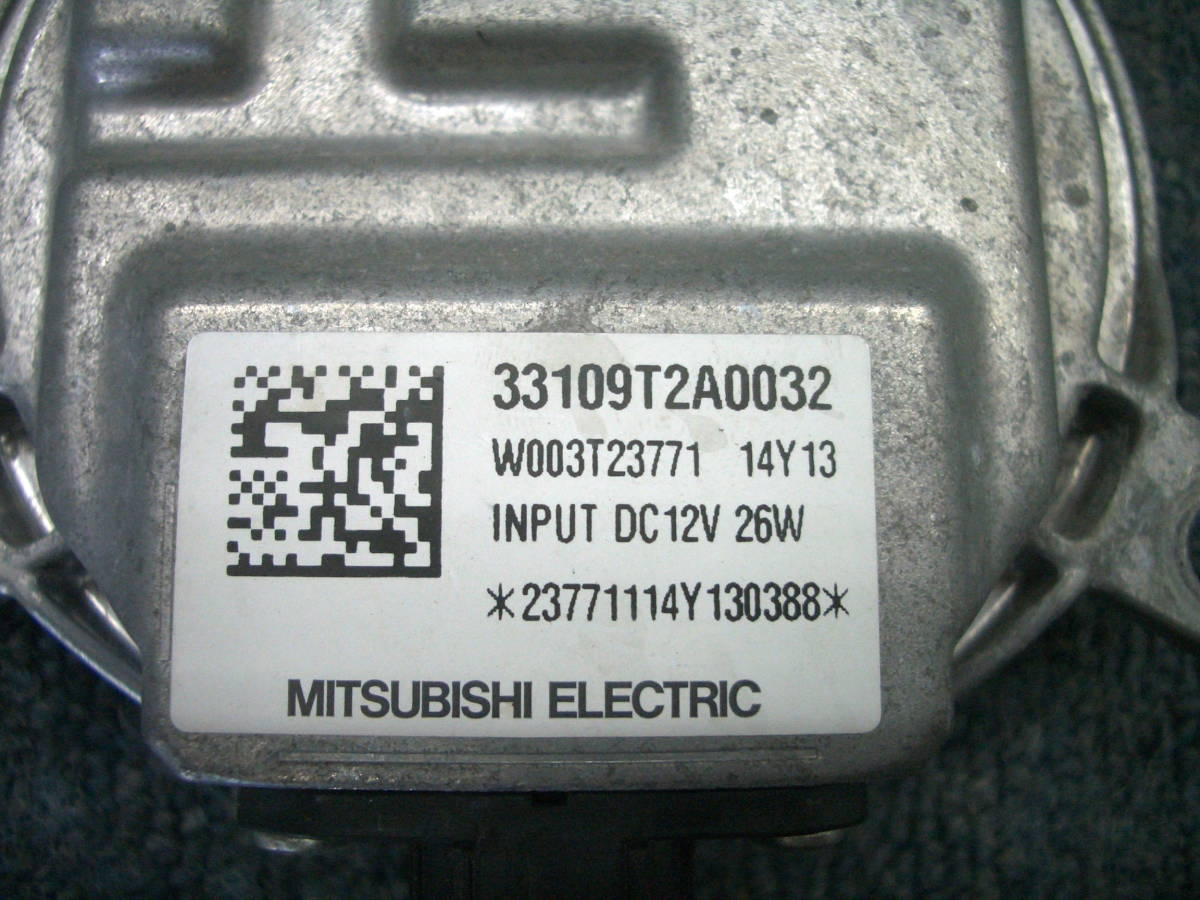 33109T2A0032
W003T23771 14Y13
INPUT DC12V 26W
*23771114Y130388*
MITSUBISHI ELECTRIC